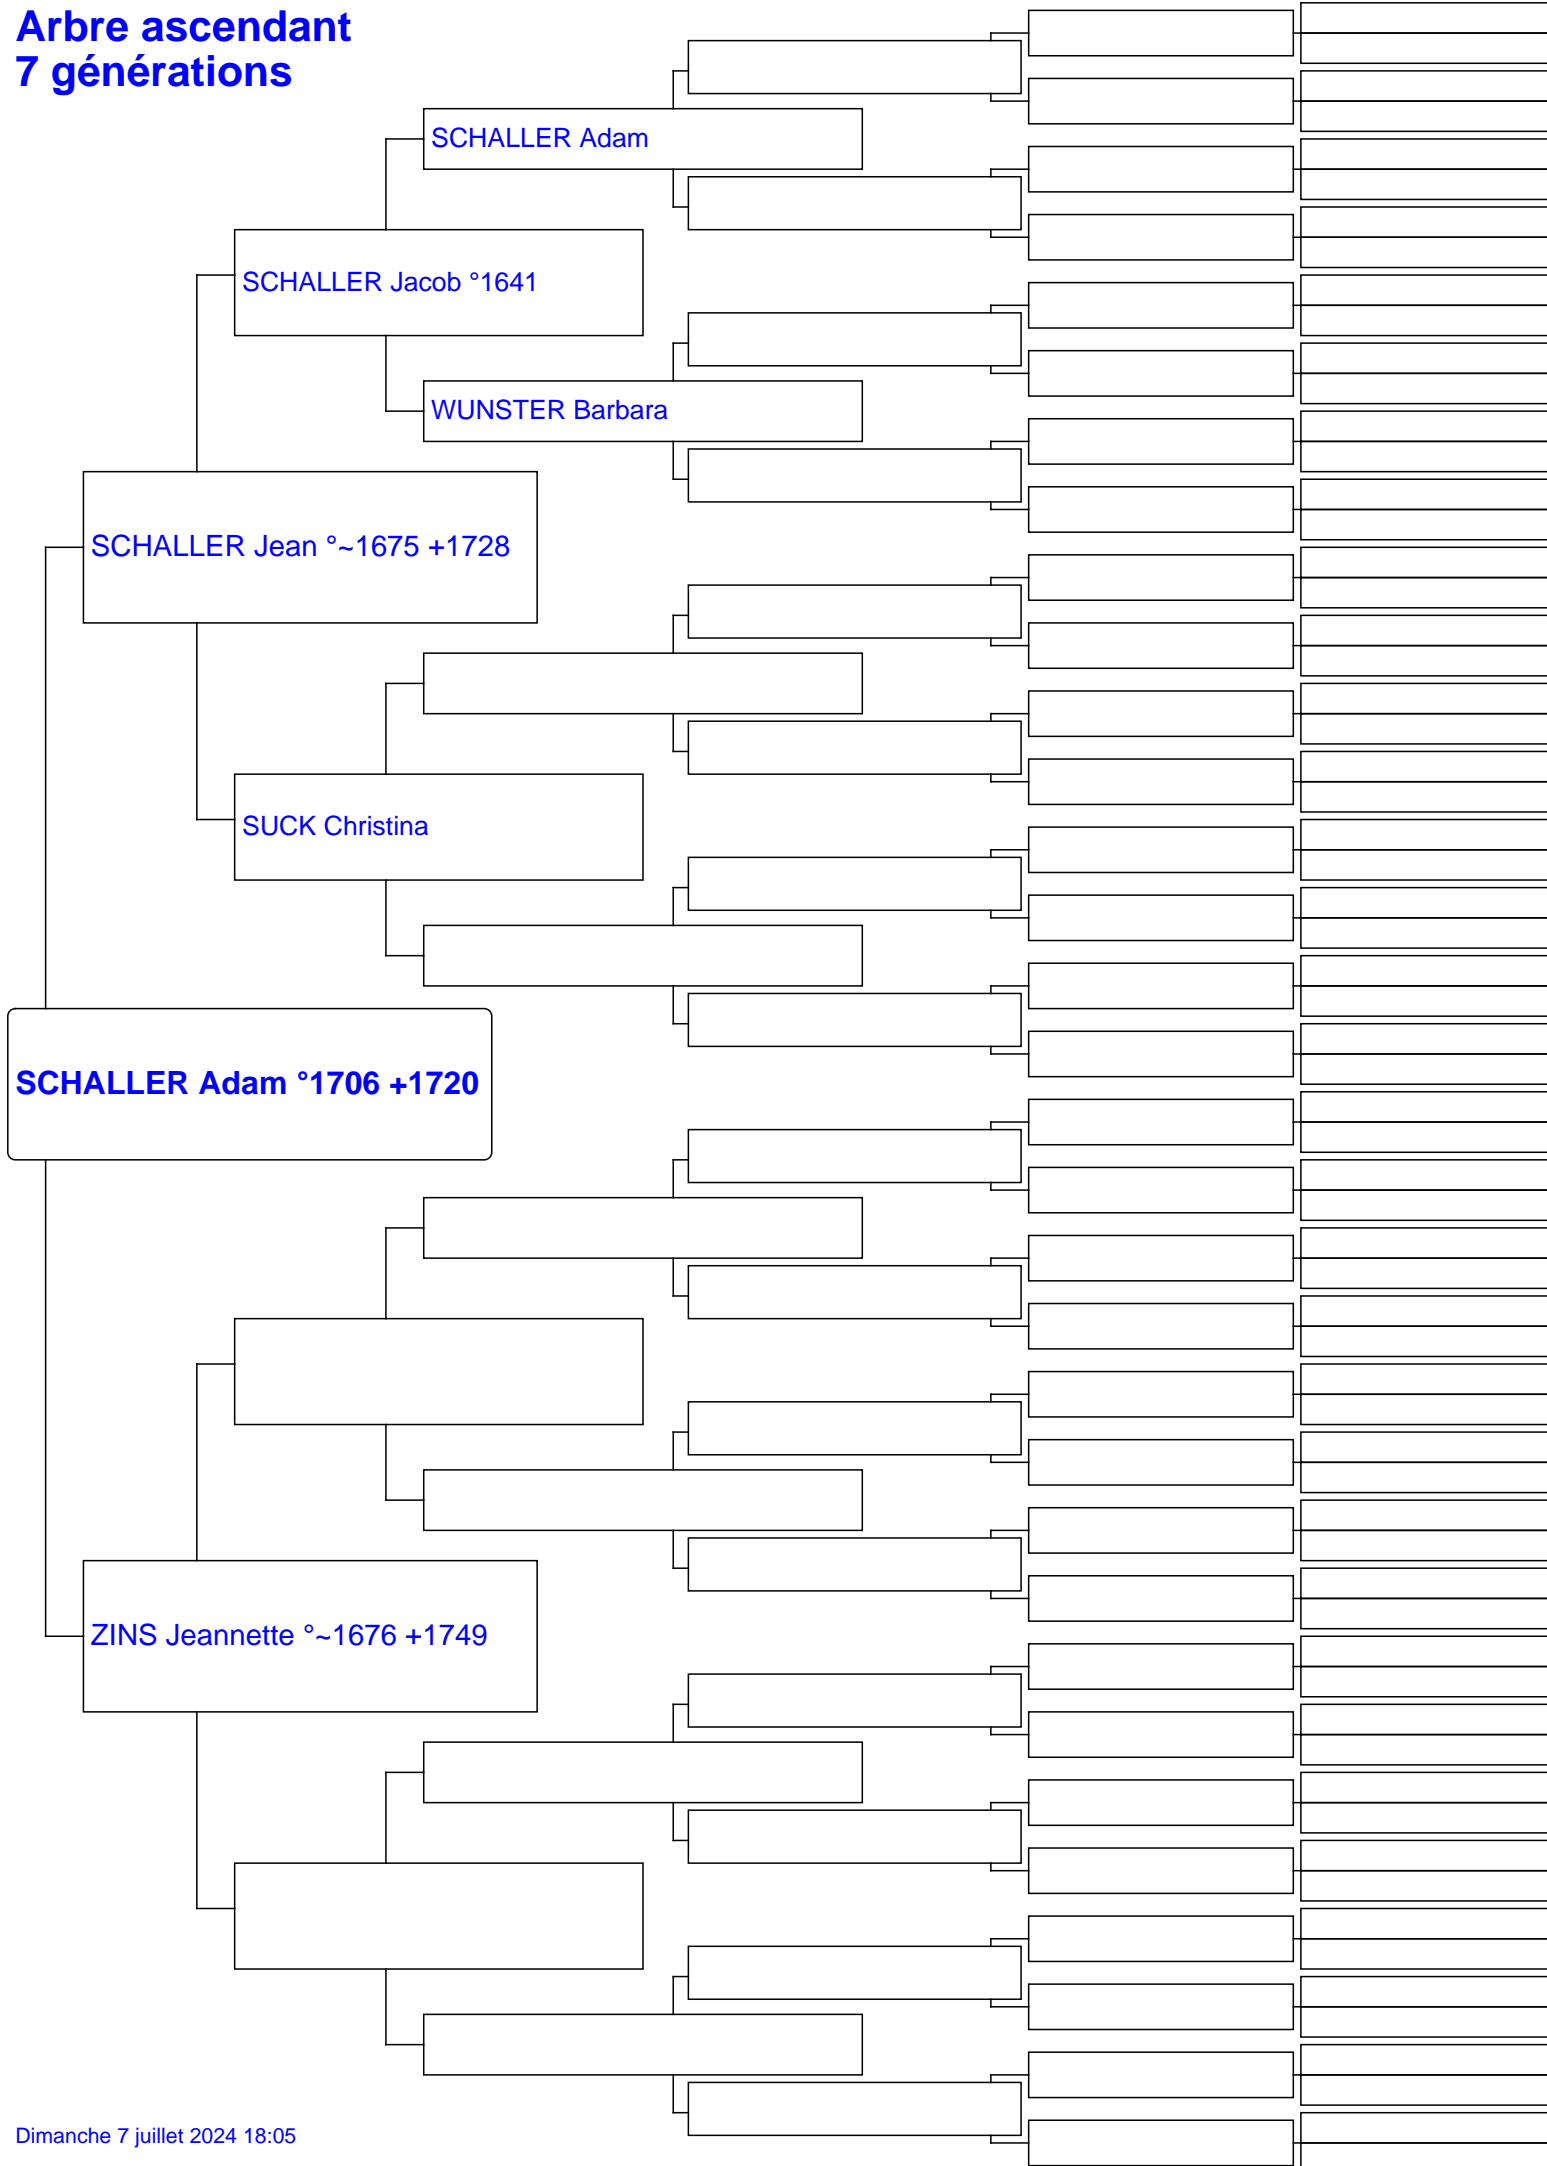 Arbre ascendant
7 générations
SCHALLER Adam
SCHALLER Jacob °1641
WUNSTER Barbara
SCHALLER Jean °~1675 +1728
SUCK Christina
SCHALLER Adam °1706 +1720
ZINS Jeannette °~1676 +1749
Dimanche 7 juillet 2024 18:05